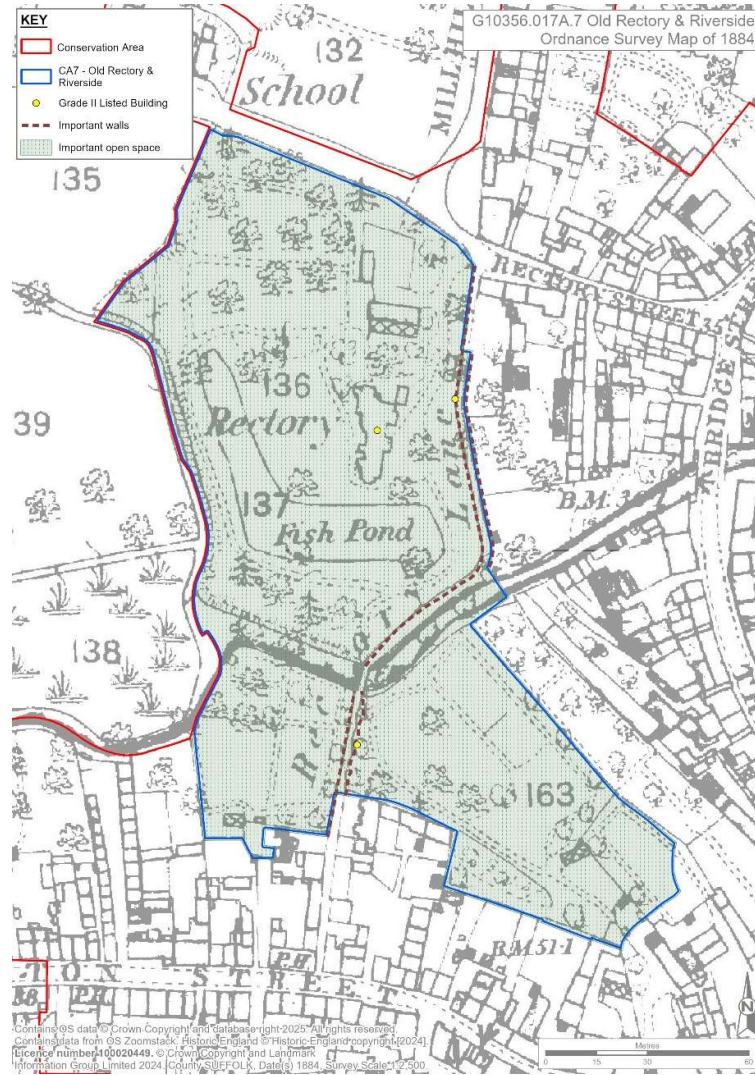 KEY
Conservation Area
CA7 - Old Rectory &
Riverside
Grade II Listed Building
Important walls
Important open space
G10356.017A.7 Old Rectory & Riverside
Ordnance Survey Map of 1884
132
School
MILL HILL
135
RECTORY STREET
136
Rectory
39
Lane
137
Fish Pond
B.M.
138
163
B.M.51·1
P.H.
STREET
P.H.
Contains OS data © Crown Copyright and database right 2025. All rights reserved.
Contains data from OS Zoomstack. Historic England © Historic England copyright [2024].
Licence number 100020449. © Crown Copyright and Landmark
Information Group Limited 2024. County SUFFOLK, Date(s) 1884, Survey Scale 1:2,500.
Metres
0 15 30 60